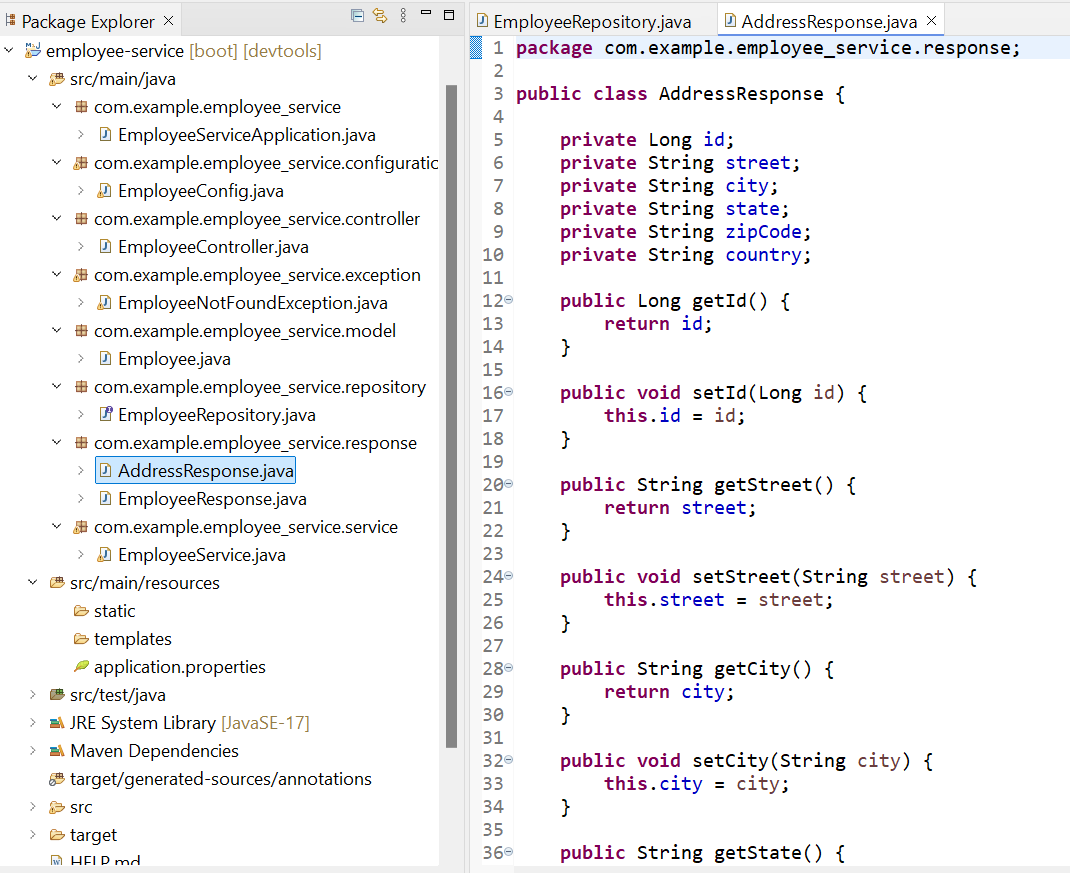 Package Explorer
employee-service [boot] [devtools]
src/main/java
com.example.employee_service
EmployeeServiceApplication.java
com.example.employee_service.configuratio
EmployeeConfig.java
com.example.employee_service.controller
EmployeeController.java
com.example.employee_service.exception
EmployeeNotFoundException.java
com.example.employee_service.model
Employee.java
com.example.employee_service.repository
EmployeeRepository.java
com.example.employee_service.response
AddressResponse.java
EmployeeResponse.java
com.example.employee_service.service
EmployeeService.java
src/main/resources
static
templates
application.properties
src/test/java
JRE System Library [JavaSE-17]
Maven Dependencies
target/generated-sources/annotations
src
target
HELP.md
EmployeeRepository.java AddressResponse.java
1 package com.example.employee_service.response;
2
3 public class AddressResponse {
4
5 private Long id;
6 private String street;
7 private String city;
8 private String state;
9 private String zipCode;
10 private String country;
11
12 public Long getId() {
13 return id;
14 }
15
16 public void setId(Long id) {
17 this.id = id;
18 }
19
20 public String getStreet() {
21 return street;
22 }
23
24 public void setStreet(String street) {
25 this.street = street;
26 }
27
28 public String getCity() {
29 return city;
30 }
31
32 public void setCity(String city) {
33 this.city = city;
34 }
35
36 public String getState() {